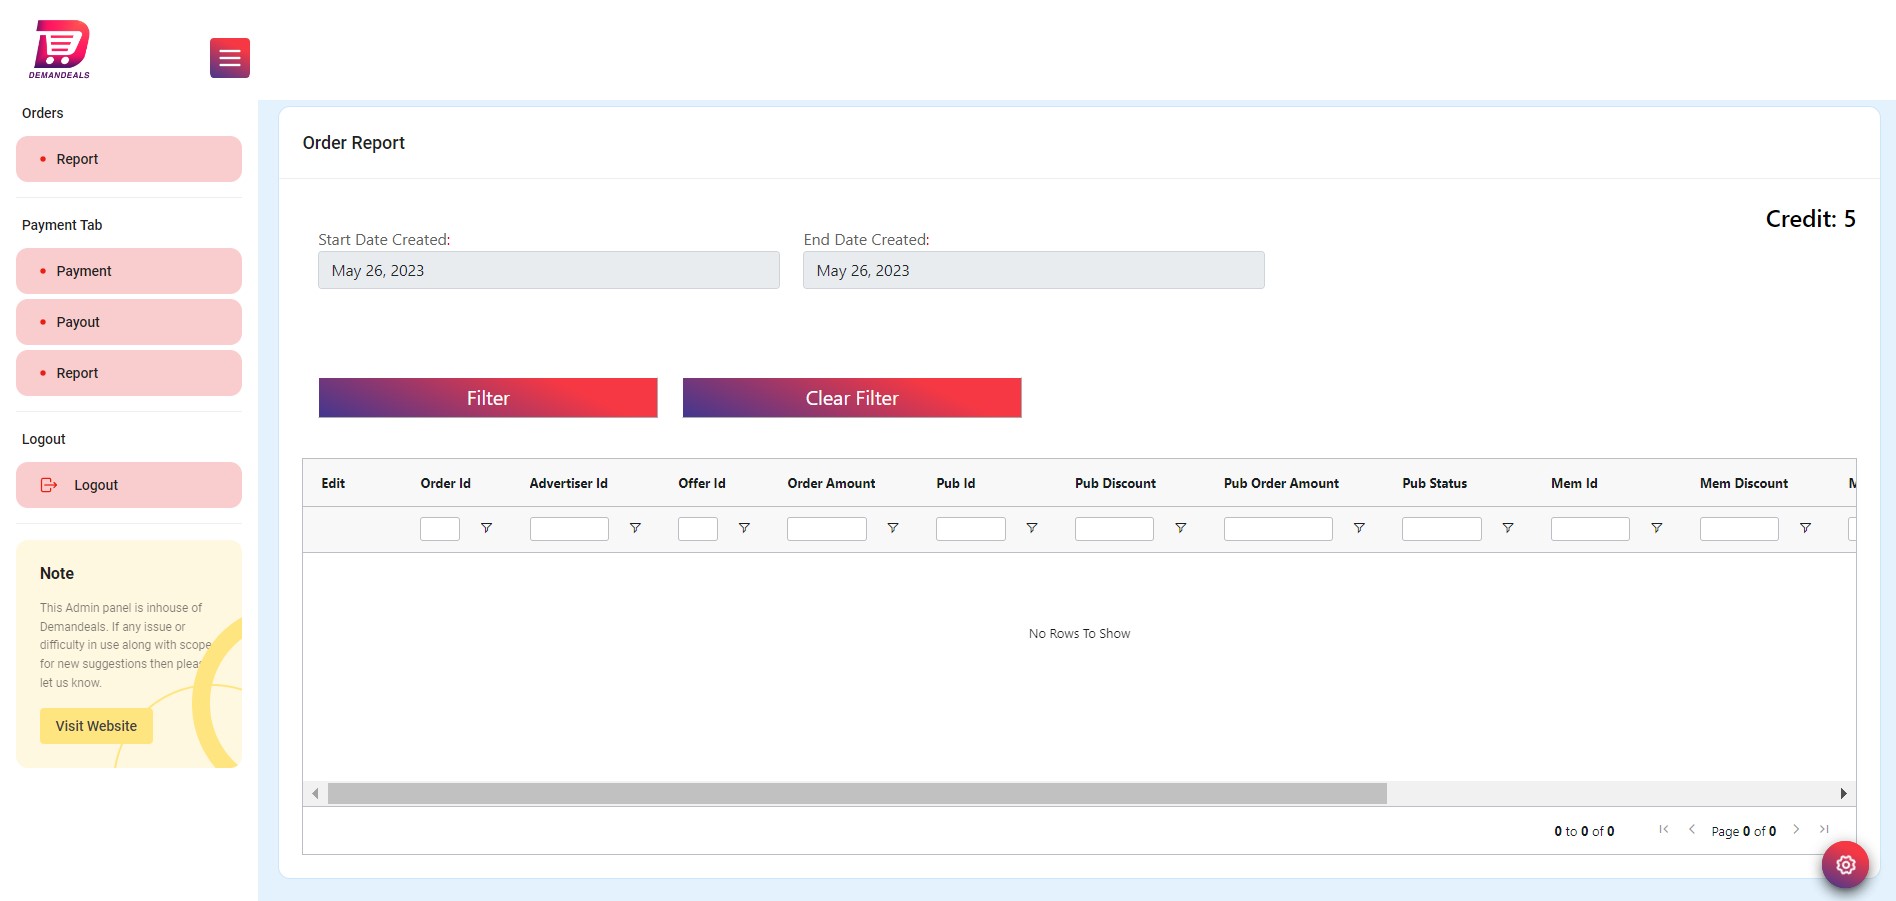 DEMANDEALS
Orders
Report
Payment Tab
Payment
Payout
Report
Logout
Logout
Note
This Admin panel is inhouse of
Demandeals. If any issue or
difficulty in use along with scope
for new suggestions then
let us know.
Visit Website
Order Report
Credit: 5
Start Date Created:
End Date Created:
May 26, 2023
May 26, 2023
Filter
Clear Filter
Edit Order Id Advertiser Id Offer Id Order Amount Pub Id Pub Discount Pub Order Amount Pub Status Mem Id Mem Discount
No Rows To Show
0 to 0 of 0
Page 0 of 0